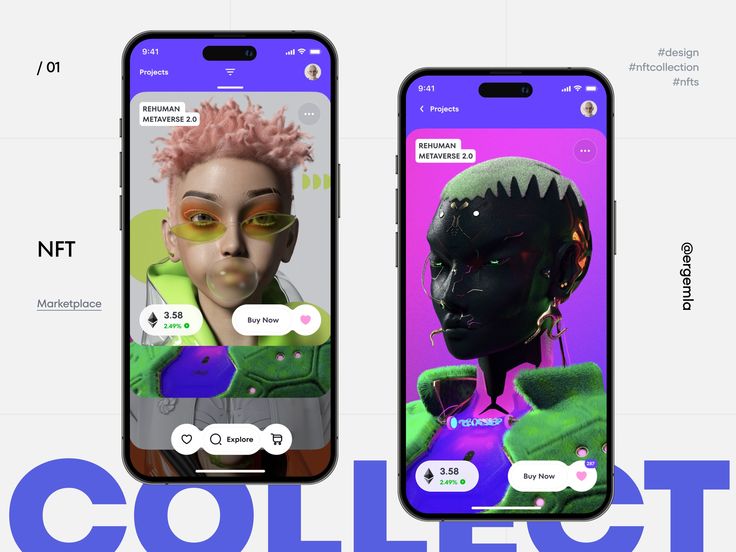 / 01
#design
#nftcollection
#nfts
NFT
Marketplace
9:41
Projects
REHUMAN
METAVERSE 2.0
3.58
2.49%
Buy Now
Explore
9:41
Projects
REHUMAN
METAVERSE 2.0
3.58
2.49%
Buy Now
287
@ergemla
COLLECT